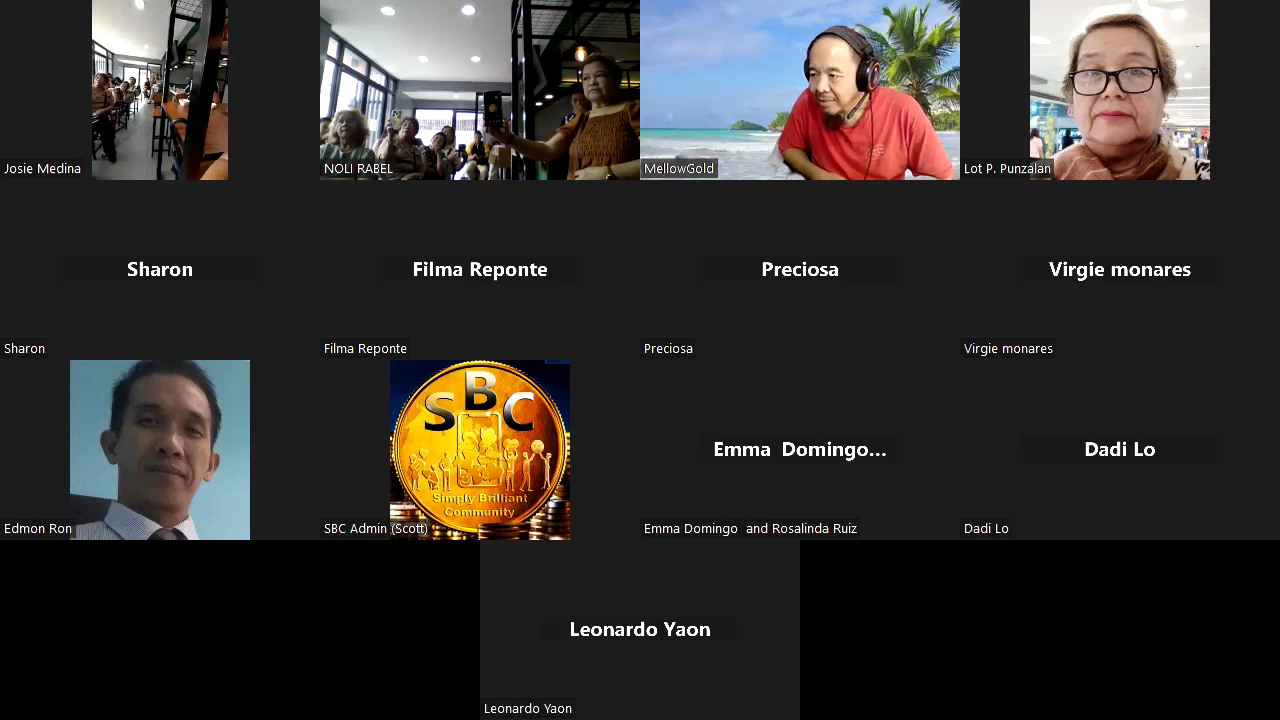 Josie Medina
NOLI RABEL
MellowGold
Lot P. Punzalan
Sharon
Filma Reponte
Preciosa
Virgie monares
Sharon
Filma Reponte
Preciosa
Virgie monares
SBC
Simply Brilliant
Community
Emma Domingo...
Dadi Lo
Edmon Ron
SBC Admin (Scott)
Emma Domingo and Rosalinda Ruiz
Dadi Lo
Leonardo Yaon
Leonardo Yaon